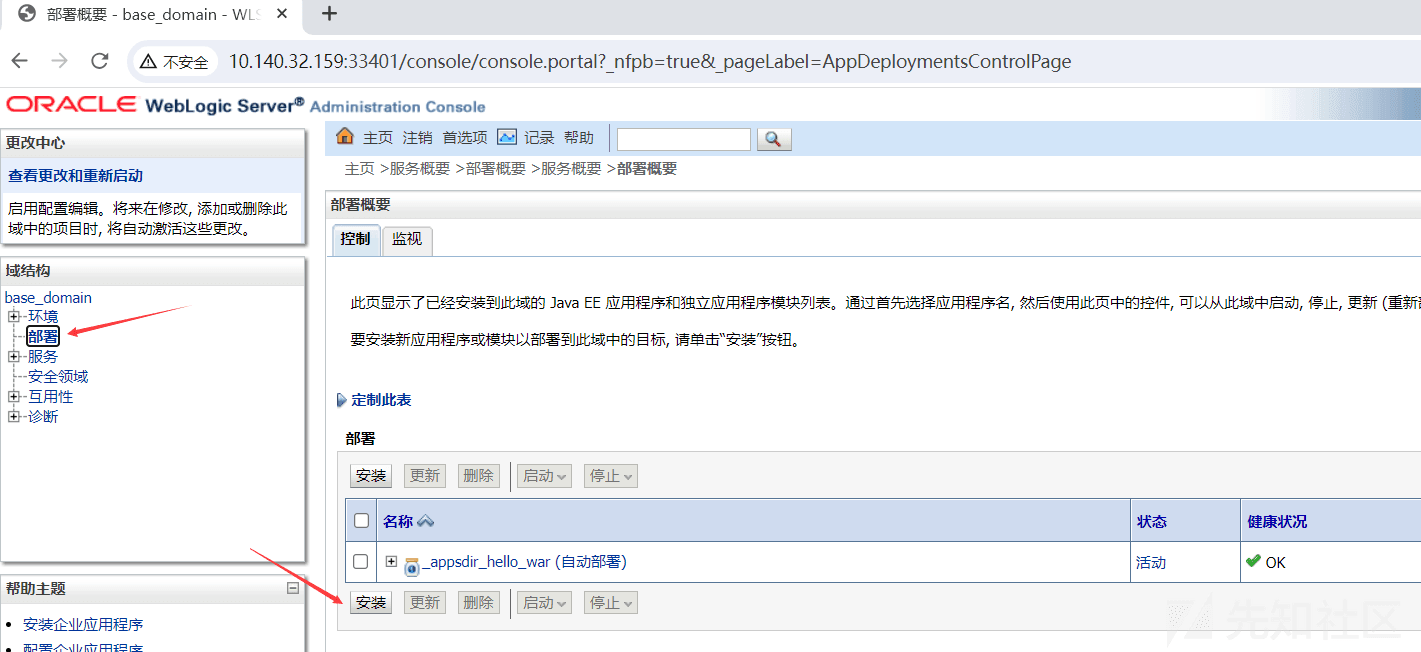 部署概要 - base_domain - WLS
不安全
10.140.32.159:33401/console/console.portal?_nfpb=true&_pageLabel=AppDeploymentsControlPage
ORACLE WebLogic Server® Administration Console
更改中心
查看更改和重新启动
启用配置编辑。将来在修改, 添加或删除此
域中的项目时, 将自动激活这些更改。
域结构
base_domain
环境
部署
服务
安全领域
互用性
诊断
帮助主题
安装企业应用程序
配置企业应用程序
主页 注销 首选项 记录 帮助
主页 >服务概要 >部署概要 >服务概要 >部署概要
部署概要
控制 监视
此页显示了已经安装到此域的 Java EE 应用程序和独立应用程序模块列表。通过首先选择应用程序名, 然后使用此页中的控件, 可以从此域中启动, 停止, 更新 (重新部
要安装新应用程序或模块以部署到此域中的目标, 请单击“安装”按钮。
定制此表
部署
安装 更新 删除 启动 停止
名称 状态 健康状况
_appsdir_hello_war (自动部署) 活动 OK
安装 更新 删除 启动 停止
先知社区